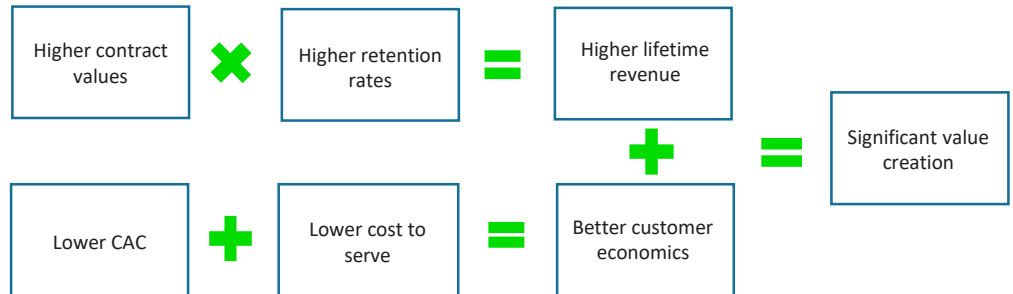 Higher contract
values
Higher retention
rates
Higher lifetime
revenue
Significant value
creation
Lower CAC
Lower cost to
serve
Better customer
economics